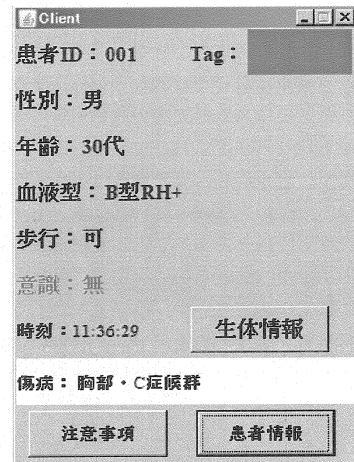 Client
患者ID：001 Tag：
性別：男
年齢：30代
血液型：B型RH+
歩行：可
意識：無
時刻：11:36:29 生体情報
傷病：胸部・C症候群
注意事項 患者情報